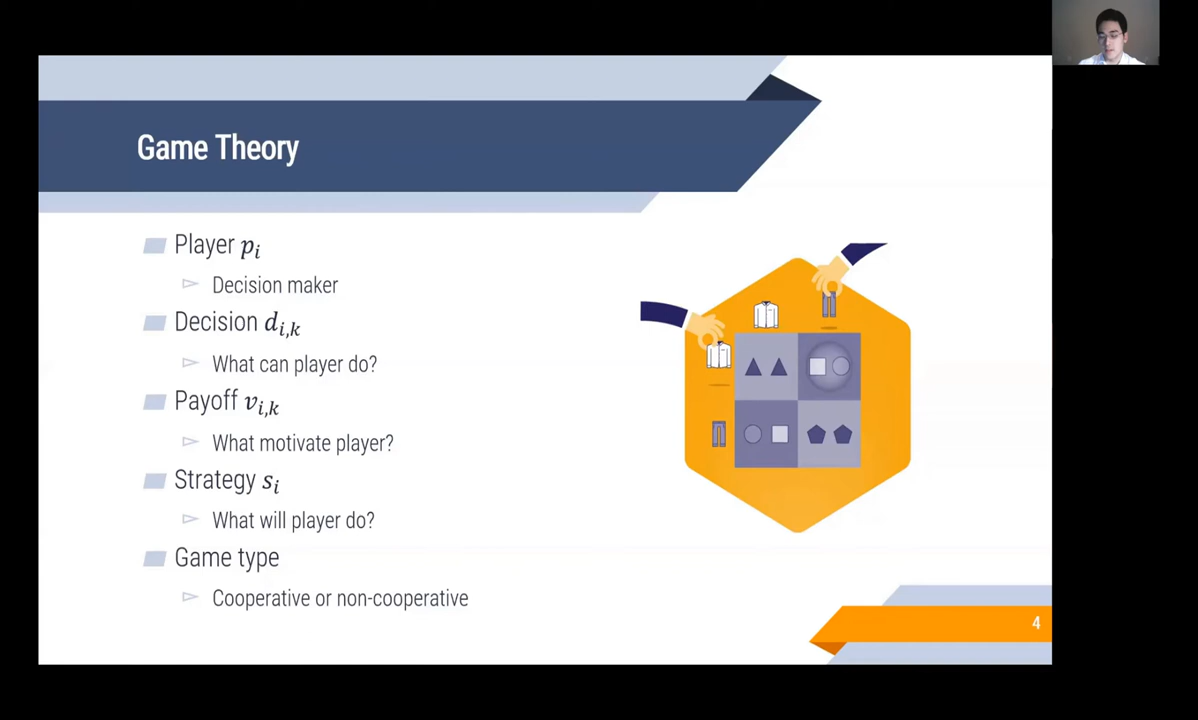 Game Theory
Player pᵢ
Decision maker
Decision dᵢ,ₖ
What can player do?
Payoff vᵢ,ₖ
What motivate player?
Strategy sᵢ
What will player do?
Game type
Cooperative or non-cooperative
4